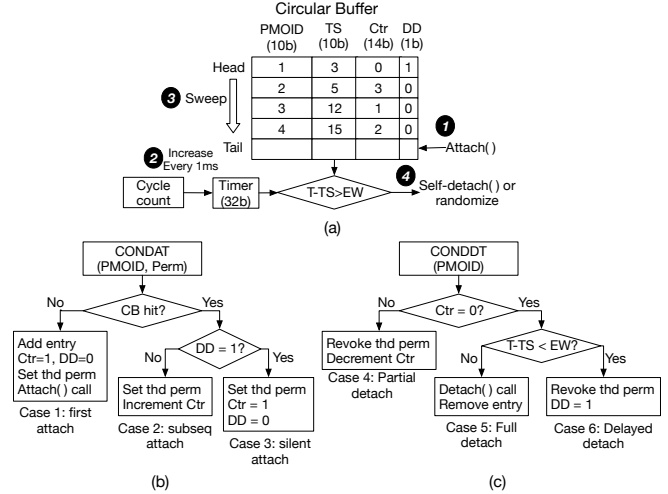 Circular Buffer
PMOID TS Ctr DD
(10b) (10b) (14b) (1b)
Head 1 3 0 1
2 5 3 0
3 Sweep 3 12 1 0
4 15 2 0
Tail
1
Attach( )
2 Increase
Every 1ms
Cycle
count
Timer
(32b)
T-TS>EW
4
Self-detach( ) or
randomize
(a)
CONDAT
(PMOID, Perm)
No CB hit? Yes
Add entry
Ctr=1, DD=0
Set thd perm
Attach( ) call
Case 1: first
attach
No DD = 1? Yes
Set thd perm
Increment Ctr
Case 2: subseq
attach
Set thd perm
Ctr = 1
DD = 0
Case 3: silent
attach
(b)
CONDDT
(PMOID)
No Ctr = 0? Yes
Revoke thd perm
Decrement Ctr
Case 4: Partial
detach
No T-TS < EW? Yes
Detach( ) call
Remove entry
Case 5: Full
detach
Revoke thd perm
DD = 1
Case 6: Delayed
detach
(c)